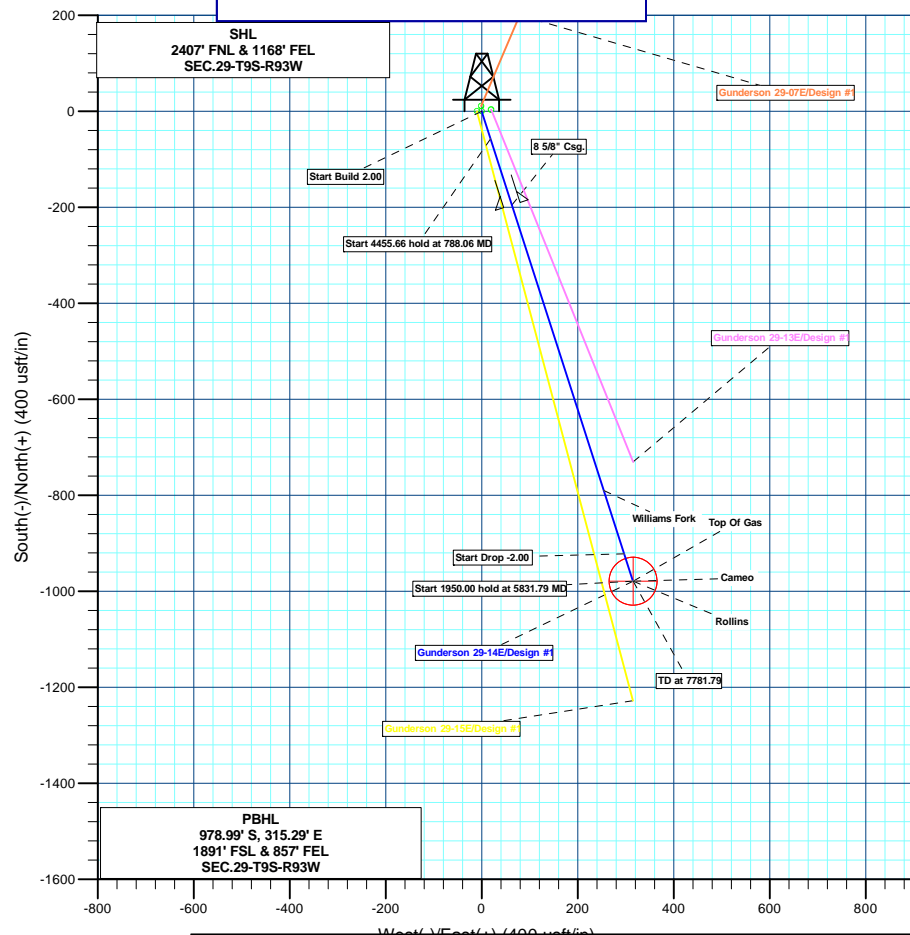 SHL
2407' FNL & 1168' FEL
SEC.29-T9S-R93W
200
0
-200
-400
-600
-800
-1000
-1200
-1400
-1600
South(-)/North(+) (400 usft/in)
Gunderson 29-07E/Design #1
8 5/8" Csg.
Start Build 2.00
Start 4455.66 hold at 788.06 MD
Gunderson 29-13E/Design #1
Williams Fork
Top Of Gas
Start Drop -2.00
Cameo
Start 1950.00 hold at 5831.79 MD
Rollins
Gunderson 29-14E/Design #1
TD at 7781.79
Gunderson 29-15E/Design #1
PBHL
978.99' S, 315.29' E
1891' FSL & 857' FEL
SEC.29-T9S-R93W
-800
-600
-400
-200
0
200
400
600
800
West(-)/East(+) (400 usft/in)